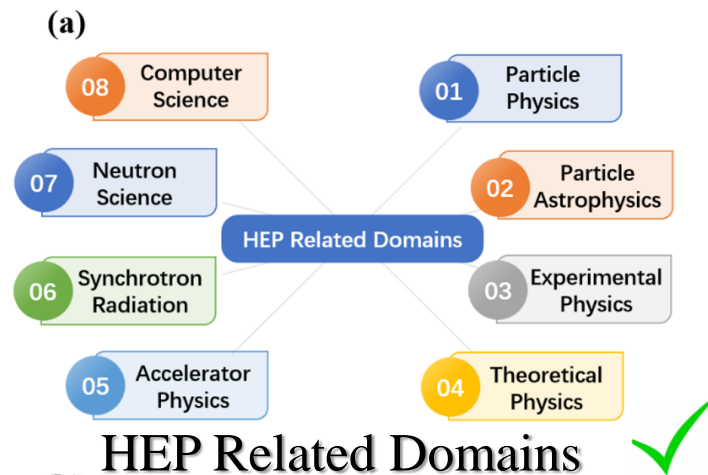 (a)
08
Computer
Science
01
Particle
Physics
07
Neutron
Science
02
Particle
Astrophysics
HEP Related Domains
06
Synchrotron
Radiation
03
Experimental
Physics
05
Accelerator
Physics
04
Theoretical
Physics
HEP Related Domains